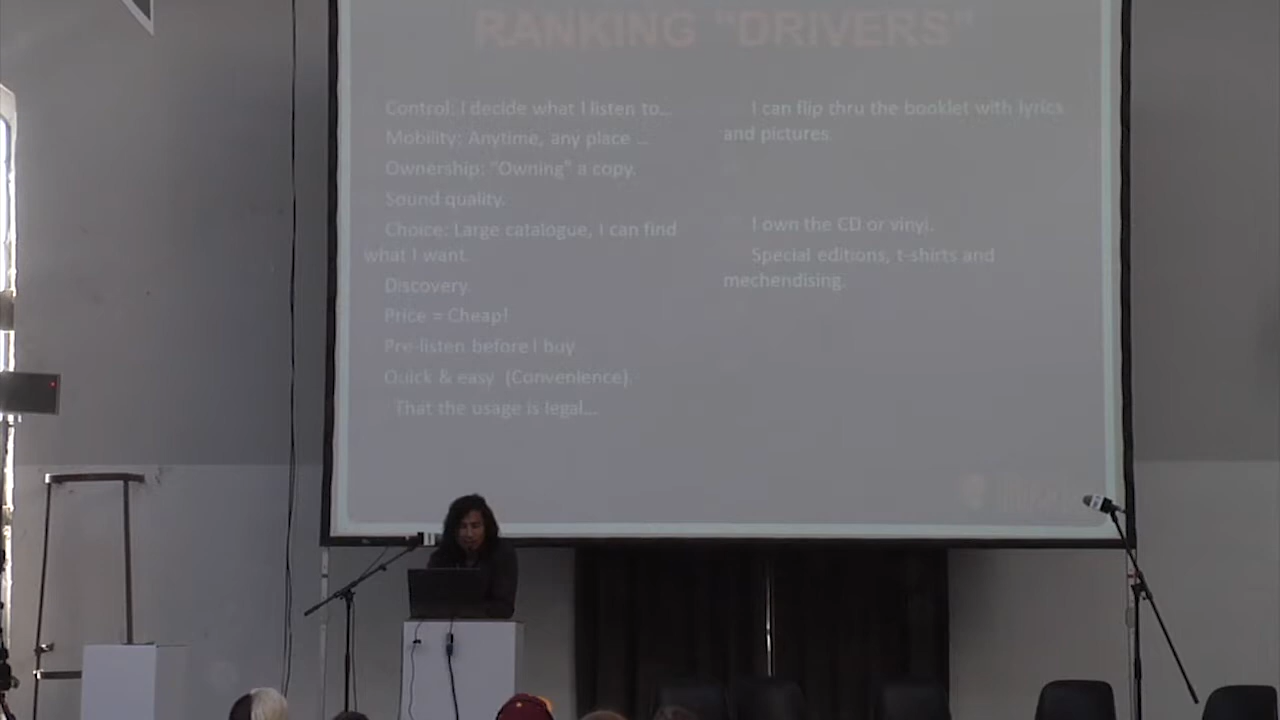 RANKING "DRIVERS"
Control: I decide what I listen to...
Mobility: Anytime, any place ...
Ownership: "Owning" a copy.
Sound quality.
Choice: Large catalogue, I can find
what I want.
Discovery
Price = Cheap!
Pre-listen before I buy
Quick & easy (Convenience)
That the usage is legal...
I can flip thru the booklet with lyrics
and pictures.
I own the CD or vinyl.
Special editions, t-shirts and
mechendising.